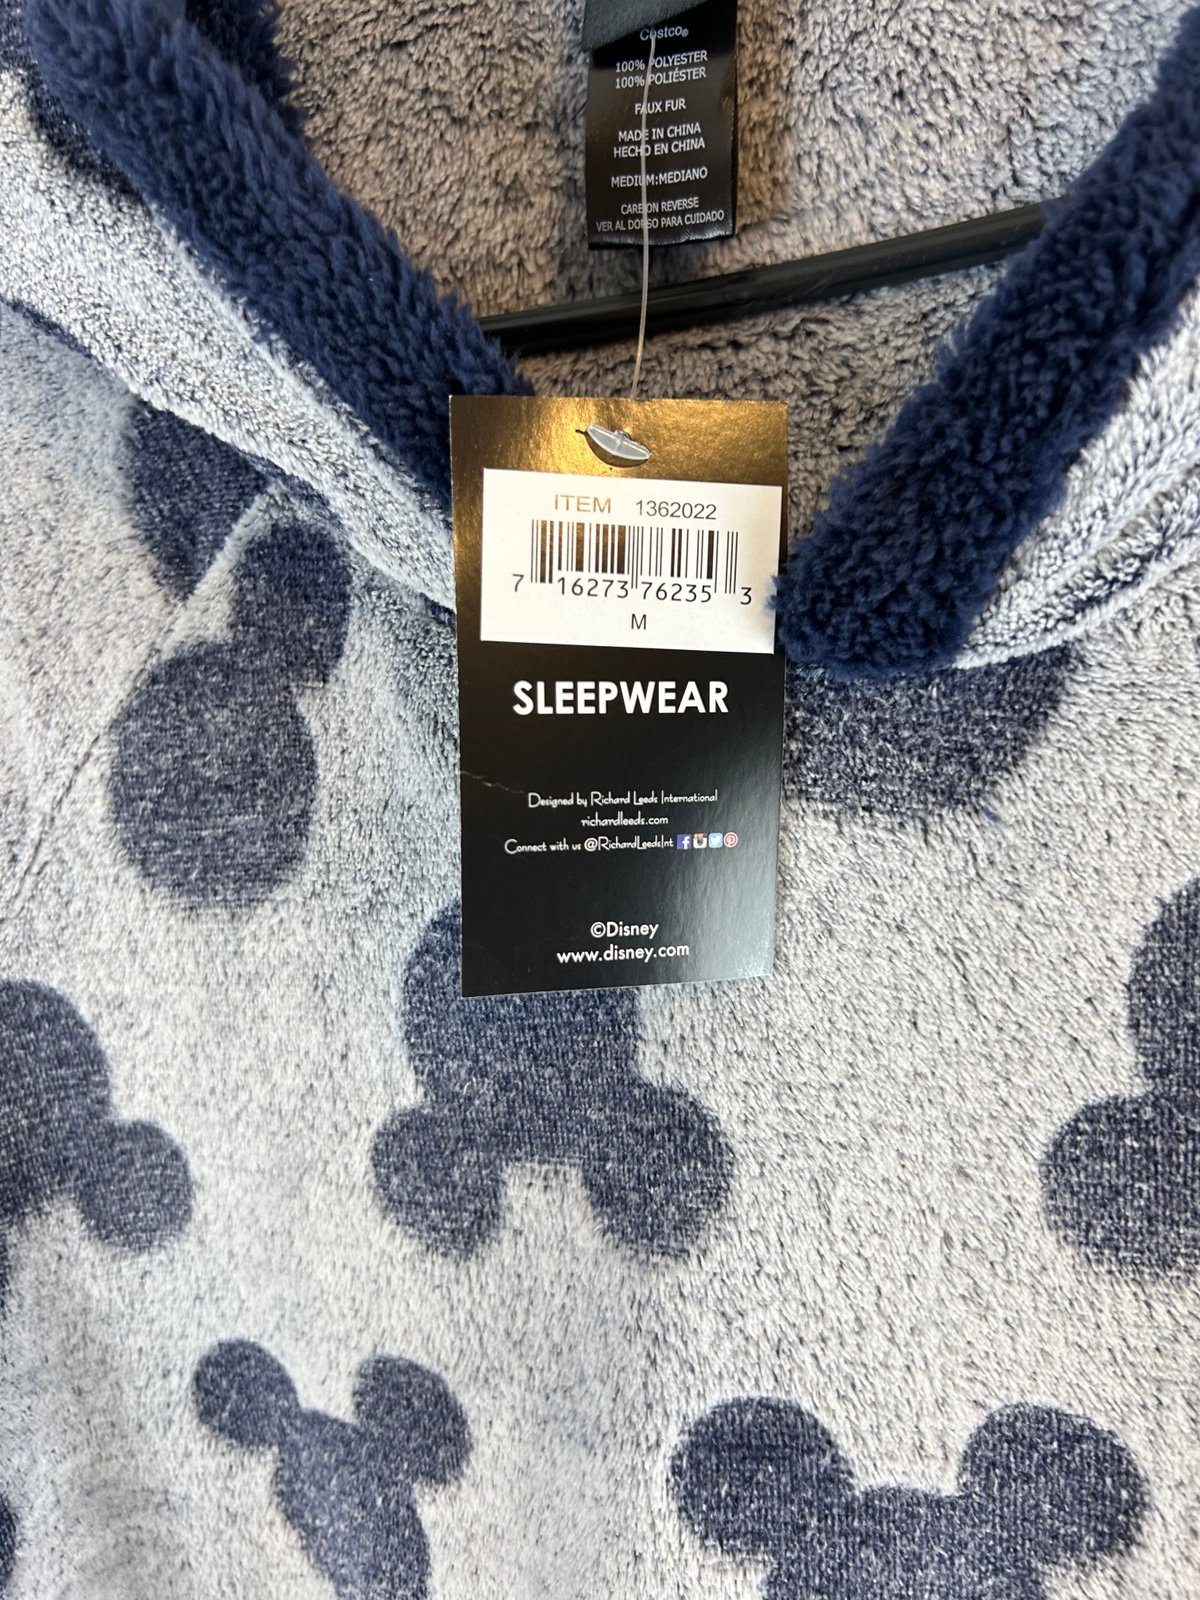 Costco®
100% POLYESTER
100% POLIÉSTER
FAUX FUR
MADE IN CHINA
HECHO EN CHINA
MEDIUM:MEDIANO
CARE ON REVERSE
VER AL DORSO PARA CUIDADO
ITEM 1362022
7 16273 76235 3
M
SLEEPWEAR
Designed by Richard Leeds International
richardleeds.com
Connect with us @RichardLeedsInt
©Disney
www.disney.com